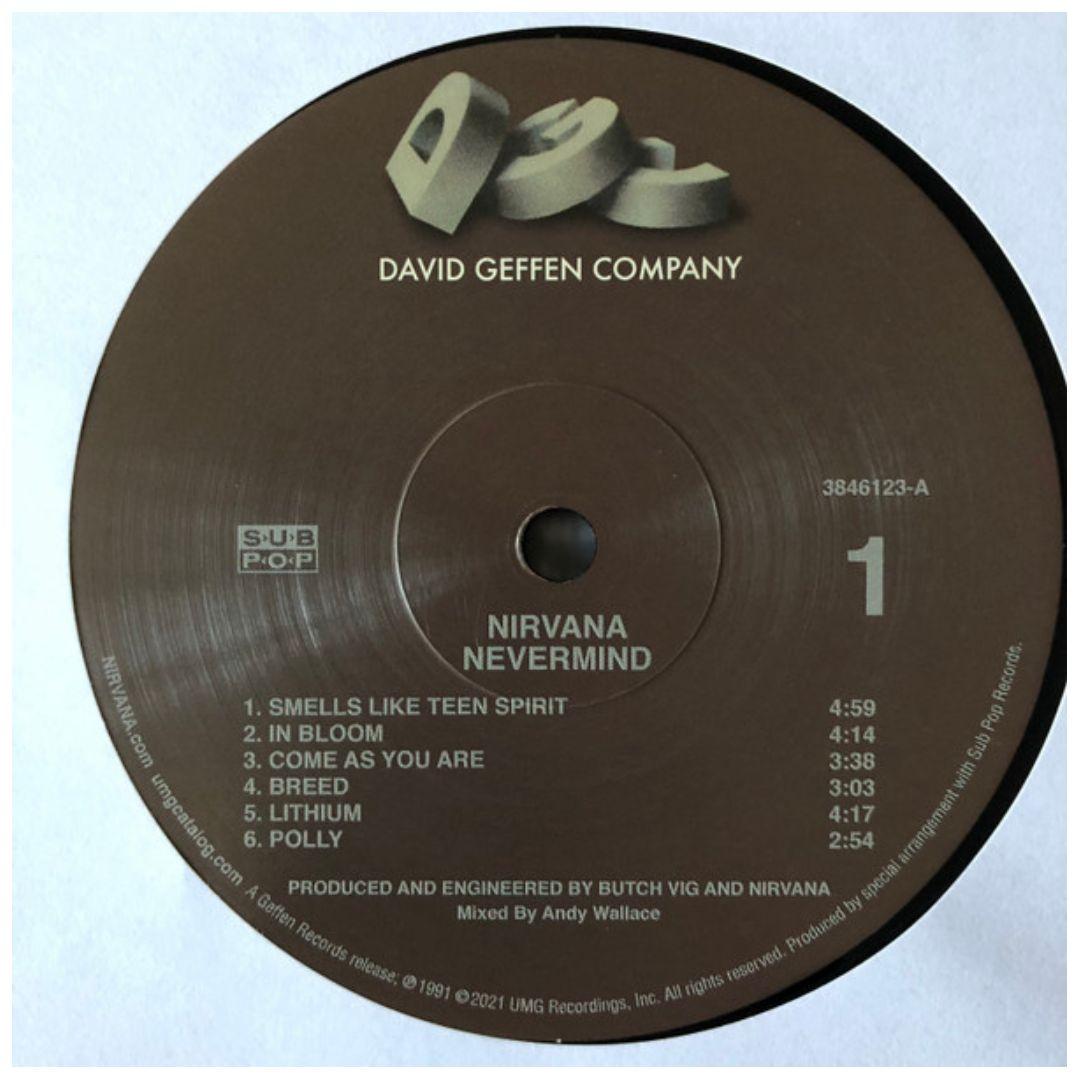 DGC
DAVID GEFFEN COMPANY
3846123-A
SUB
POP
1
NIRVANA
NEVERMIND
1. SMELLS LIKE TEEN SPIRIT 4:59
2. IN BLOOM 4:14
3. COME AS YOU ARE 3:38
4. BREED 3:03
5. LITHIUM 4:17
6. POLLY 2:54
PRODUCED AND ENGINEERED BY BUTCH VIG AND NIRVANA
Mixed By Andy Wallace
NIRVANA.com umgcatalog.com A Geffen Records release; ℗1991 ©2021 UMG Recordings, Inc. All rights reserved. Produced by special arrangement with Sub Pop Records.